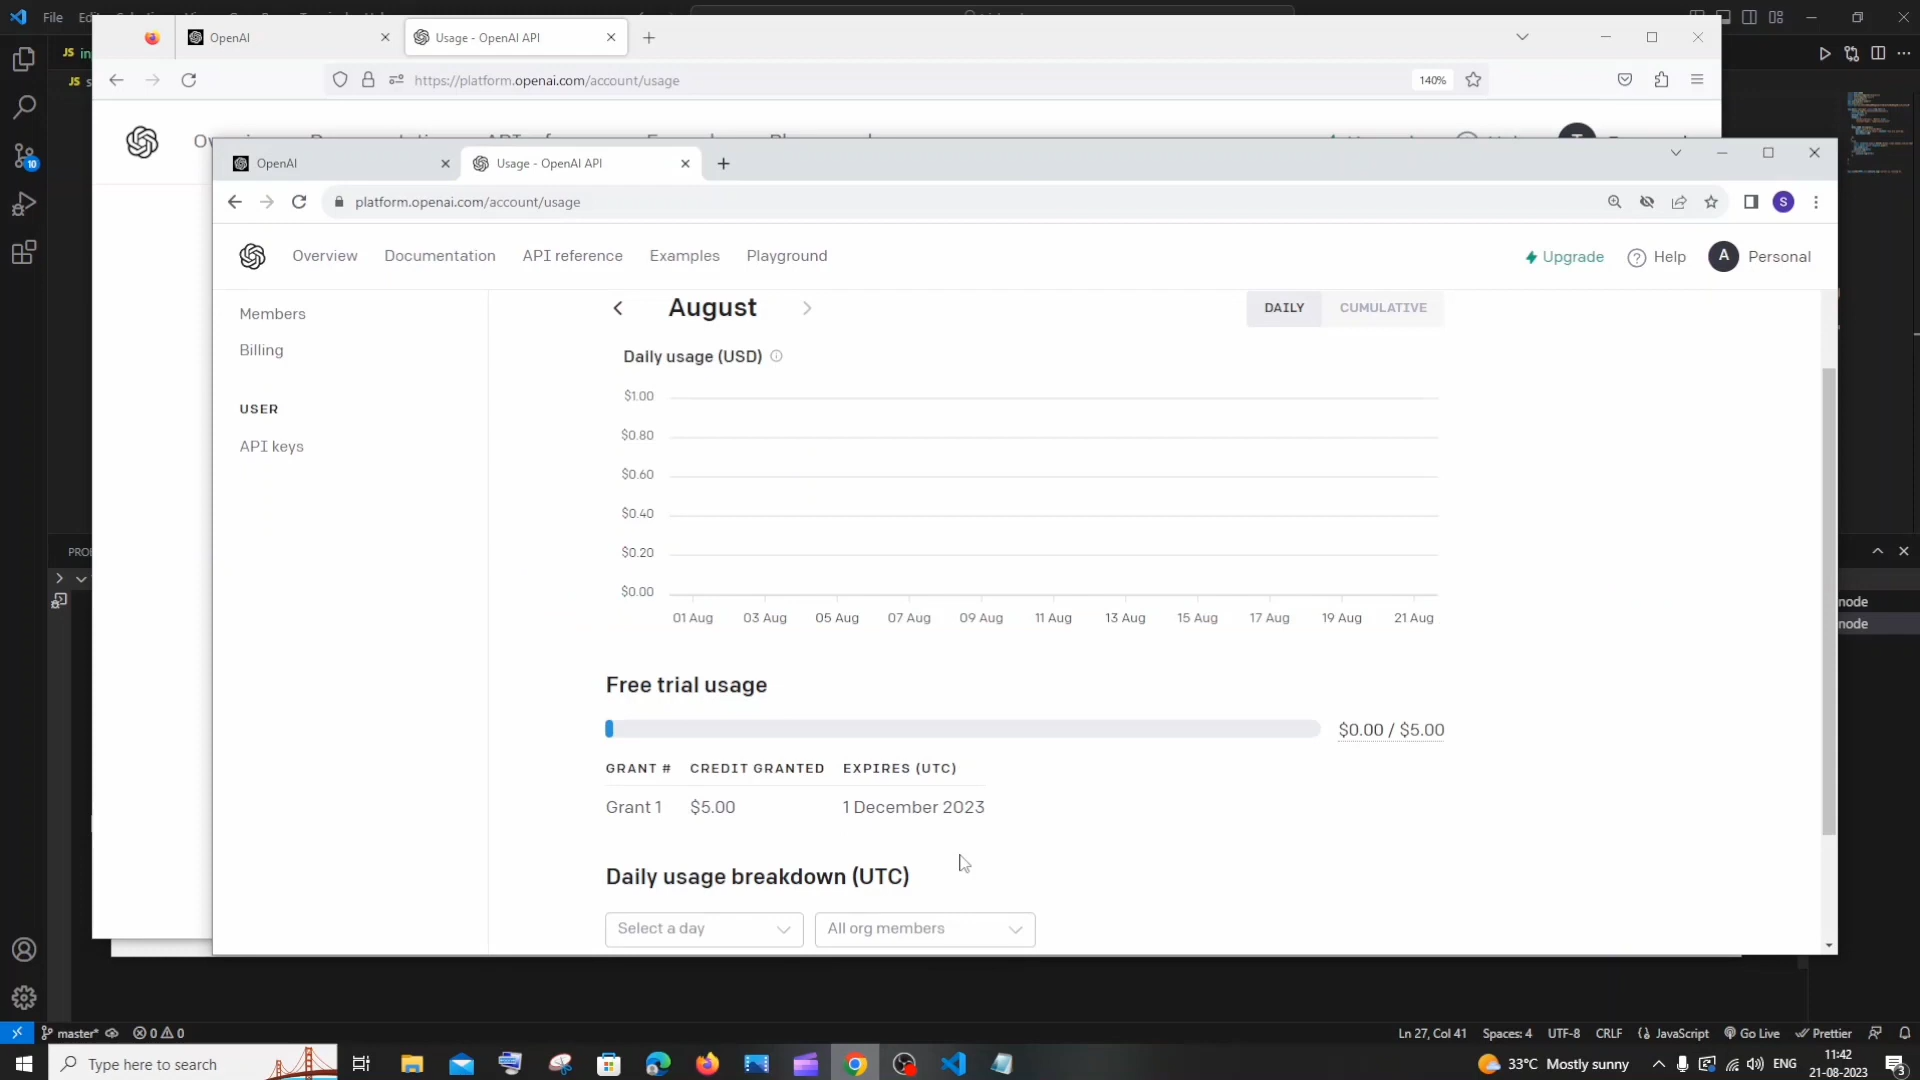 File
OpenAI
Usage - OpenAI API
https://platform.openai.com/account/usage
140%
JS
JS
OpenAI
Usage - OpenAI API
platform.openai.com/account/usage
S
10
Overview
Documentation
API reference
Examples
Playground
Upgrade
Help
A
Personal
Members
Billing
USER
API keys
August
DAILY
CUMULATIVE
Daily usage (USD)
$1.00
$0.80
$0.60
$0.40
$0.20
$0.00
01 Aug
03 Aug
05 Aug
07 Aug
09 Aug
11 Aug
13 Aug
15 Aug
17 Aug
19 Aug
21 Aug
node
node
Free trial usage
$0.00 / $5.00
GRANT # CREDIT GRANTED EXPIRES (UTC)
Grant 1 $5.00 1 December 2023
Daily usage breakdown (UTC)
Select a day
All org members
master*
0
0
Ln 27, Col 41
Spaces: 4
UTF-8
CRLF
JavaScript
Go Live
Prettier
Type here to search
33°C Mostly sunny
ENG
11:42
21-08-2023
3